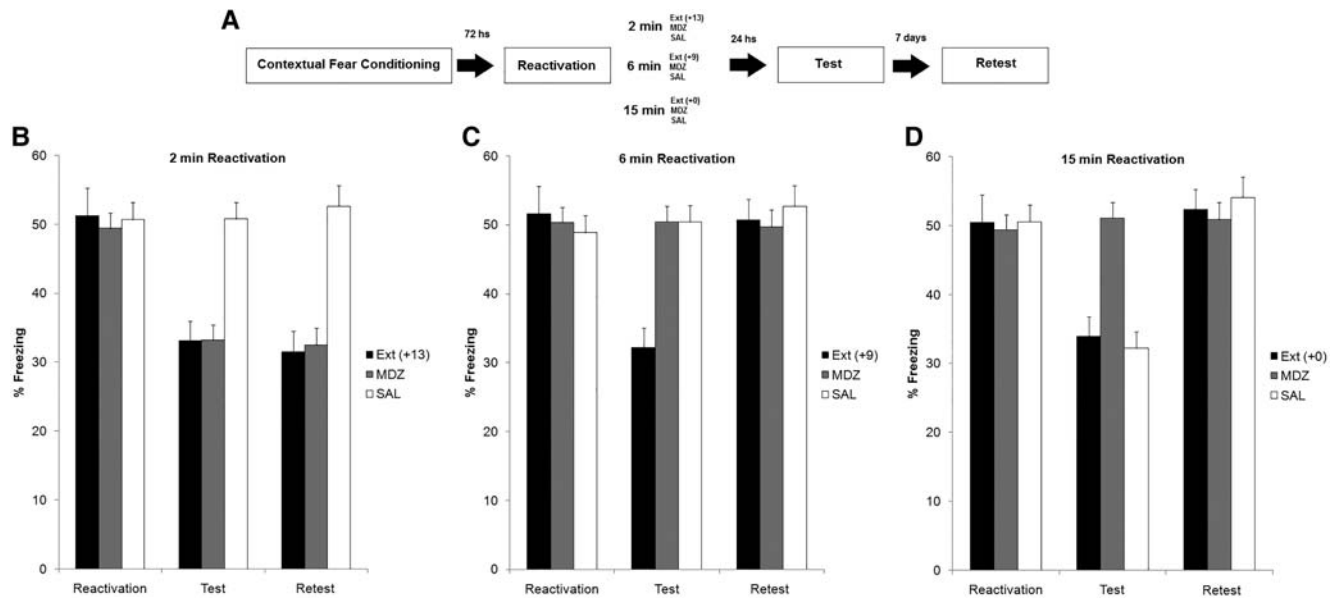 A
Contextual Fear Conditioning
72 hs
Reactivation
2 min
Ext (+13)
MDZ
SAL
6 min
Ext (+9)
MDZ
SAL
15 min
Ext (+0)
MDZ
SAL
24 hs
Test
7 days
Retest
B
2 min Reactivation
% Freezing
60
50
40
30
20
10
0
Reactivation
Test
Retest
Ext (+13)
MDZ
SAL
C
6 min Reactivation
% Freezing
60
50
40
30
20
10
0
Reactivation
Test
Retest
Ext (+9)
MDZ
SAL
D
15 min Reactivation
% Freezing
60
50
40
30
20
10
0
Reactivation
Test
Retest
Ext (+0)
MDZ
SAL